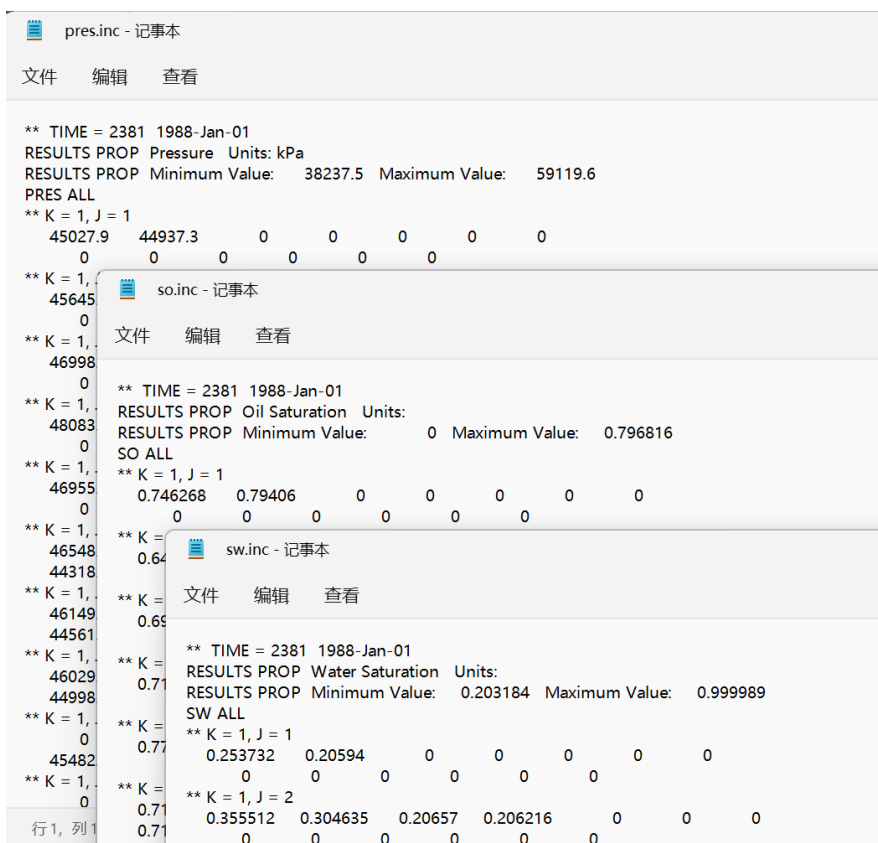 pres.inc - 记事本
文件 编辑 查看
** TIME = 2381 1988-Jan-01
RESULTS PROP Pressure Units: kPa
RESULTS PROP Minimum Value: 38237.5 Maximum Value: 59119.6
PRES ALL
** K = 1, J = 1
45027.9 44937.3 0 0 0 0 0
0 0 0 0 0 0
** K = 1,
45645
0
** K = 1,
46998
0
** K = 1,
48083
0
** K = 1,
46955
0
** K = 1,
46548
44318
** K = 1,
46149
44561
** K = 1,
46029
44998
** K = 1,
0
45482
** K = 1,
0
行 1, 列 1
so.inc - 记事本
文件 编辑 查看
** TIME = 2381 1988-Jan-01
RESULTS PROP Oil Saturation Units:
RESULTS PROP Minimum Value: 0 Maximum Value: 0.796816
SO ALL
** K = 1, J = 1
0.746268 0.79406 0 0 0 0 0
0 0 0 0 0 0
** K =
0.64
** K =
0.69
** K =
0.71
** K =
0.77
** K =
0.71
0.71
sw.inc - 记事本
文件 编辑 查看
** TIME = 2381 1988-Jan-01
RESULTS PROP Water Saturation Units:
RESULTS PROP Minimum Value: 0.203184 Maximum Value: 0.999989
SW ALL
** K = 1, J = 1
0.253732 0.20594 0 0 0 0 0
0 0 0 0 0 0
** K = 1, J = 2
0.355512 0.304635 0.20657 0.206216 0 0 0
0 0 0 0 0 0